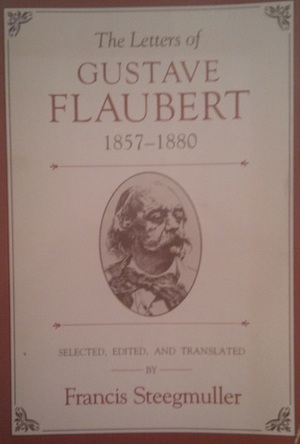 The Letters of
GUSTAVE
FLAUBERT
1857–1880
SELECTED, EDITED, AND TRANSLATED
BY
Francis Steegmuller